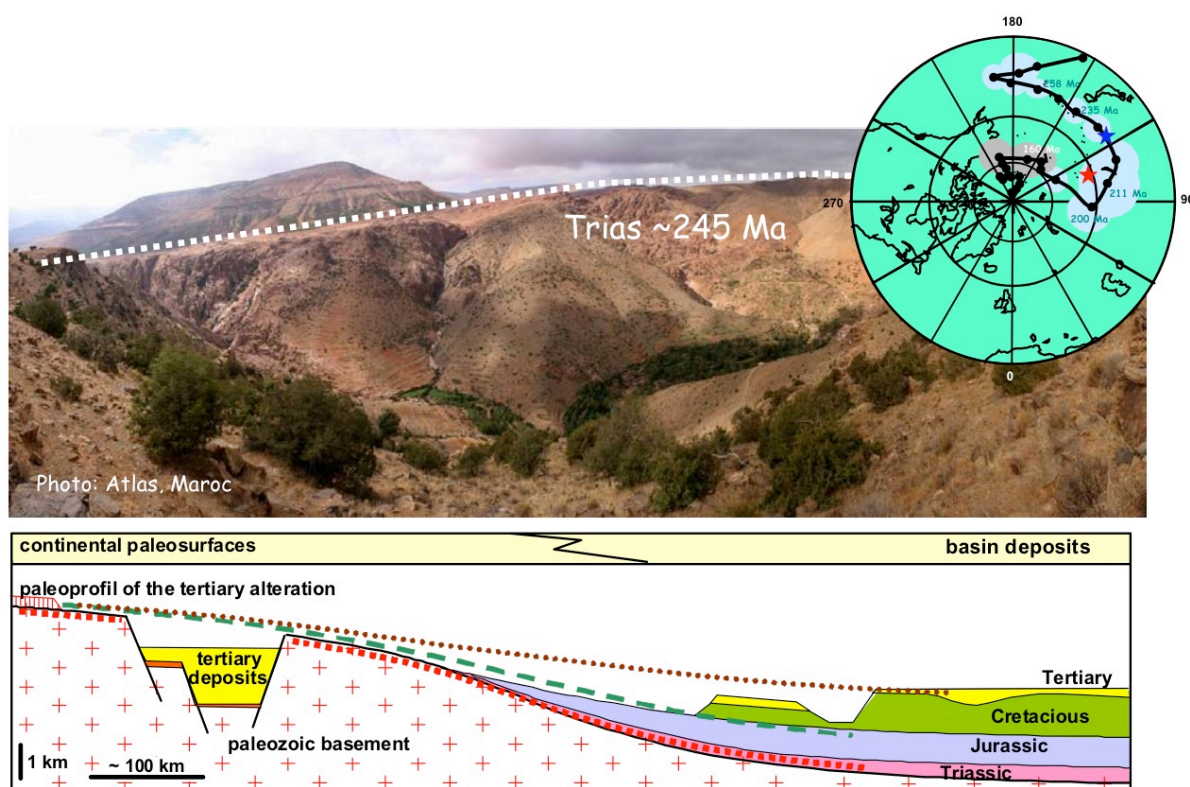 180
258 Ma
235 Ma
160 Ma
270
90
211 Ma
200 Ma
0
Trias ~245 Ma
Photo: Atlas, Maroc
continental paleosurfaces
basin deposits
paleoprofil of the tertiary alteration
tertiary
deposits
Tertiary
Cretacious
paleozoic basement
Jurassic
1 km
~ 100 km
Triassic